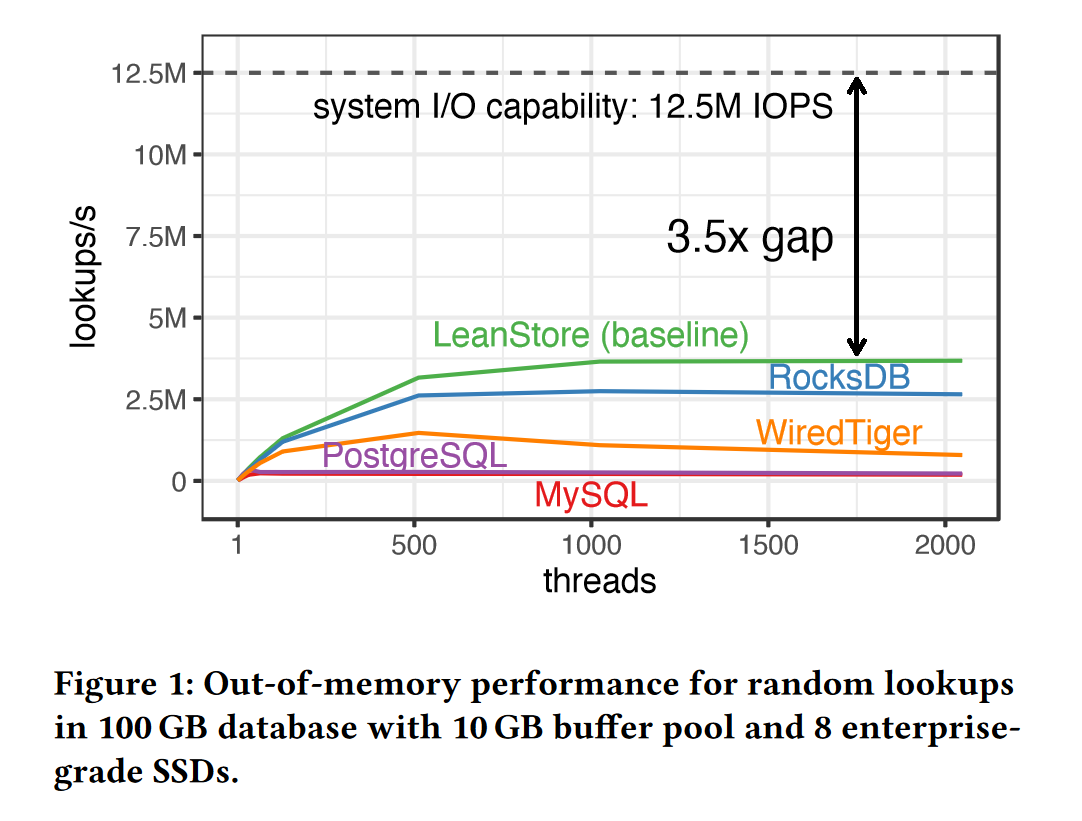 12.5M
system I/O capability: 12.5M IOPS
10M
7.5M
3.5x gap
lookups/s
5M
LeanStore (baseline)
RocksDB
2.5M
WiredTiger
PostgreSQL
0
MySQL
1 500 1000 1500 2000
threads
Figure 1: Out-of-memory performance for random lookups
in 100 GB database with 10 GB buffer pool and 8 enterprise-
grade SSDs.